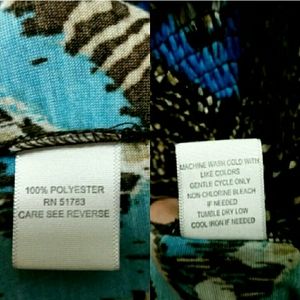 100% POLYESTER
RN 51783
CARE SEE REVERSE
MACHINE WASH COLD WITH
LIKE COLORS
GENTLE CYCLE ONLY
NON-CHLORINE BLEACH
IF NEEDED
TUMBLE DRY LOW
COOL IRON IF NEEDED